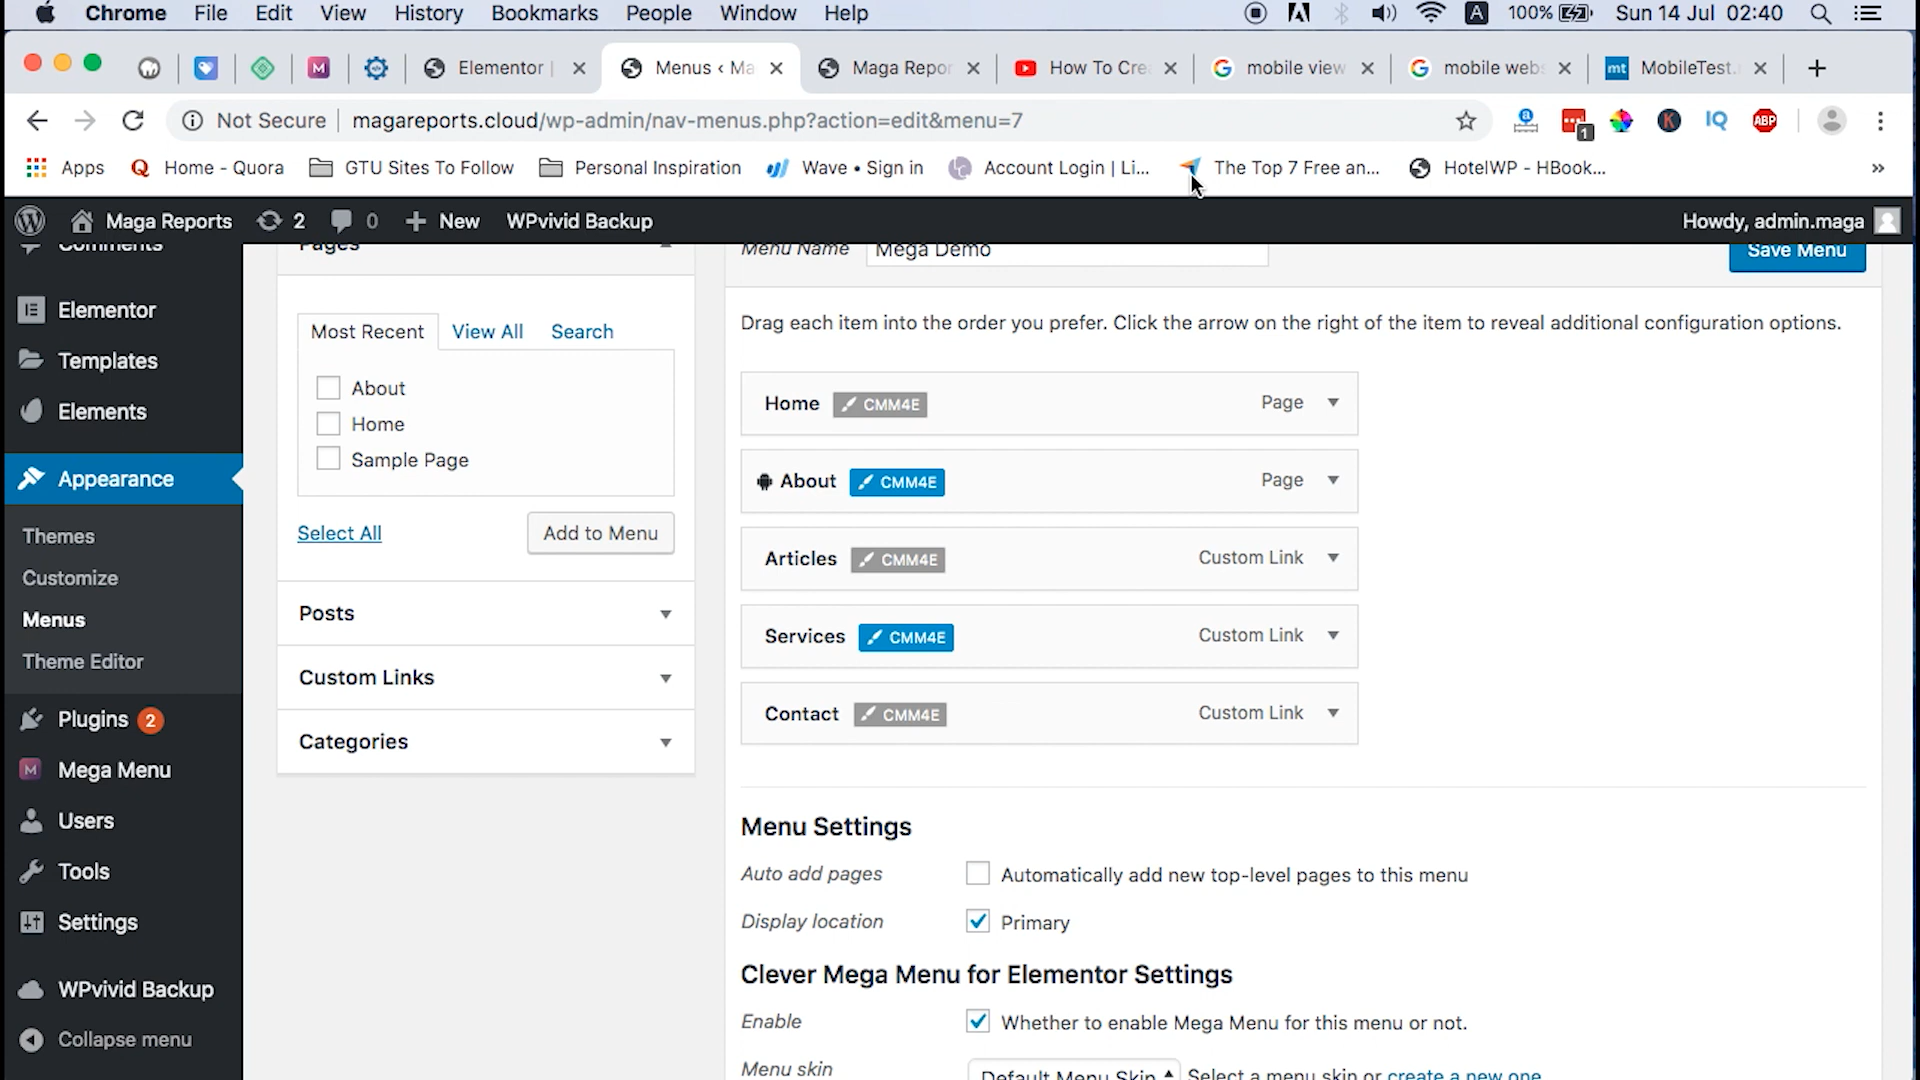 Chrome File Edit View History Bookmarks People Window Help A 100% Sun 14 Jul 02:40
Elementor | Menus ‹ Ma Maga Repor How To Cre mobile view mobile webs mt MobileTest.
Not Secure magareports.cloud/wp-admin/nav-menus.php?action=edit&menu=7 1 IQ ABP
Apps Home - Quora GTU Sites To Follow Personal Inspiration Wave • Sign in Account Login | Li... The Top 7 Free an... HotelWP - HBook... »
Maga Reports 2 0 + New WPvivid Backup Howdy, admin.maga
Comments
Elementor
Templates
Elements
Appearance
Themes
Customize
Menus
Theme Editor
Plugins 2
Mega Menu
Users
Tools
Settings
WPvivid Backup
Collapse menu
Pages
Most Recent View All Search
About
Home
Sample Page
Select All Add to Menu
Posts
Custom Links
Categories
Menu Name Mega Demo Save Menu
Drag each item into the order you prefer. Click the arrow on the right of the item to reveal additional configuration options.
Home CMM4E Page
About CMM4E Page
Articles CMM4E Custom Link
Services CMM4E Custom Link
Contact CMM4E Custom Link
Menu Settings
Auto add pages Automatically add new top-level pages to this menu
Display location Primary
Clever Mega Menu for Elementor Settings
Enable Whether to enable Mega Menu for this menu or not.
Menu skin Default Menu Skin Select a menu skin or create a new one